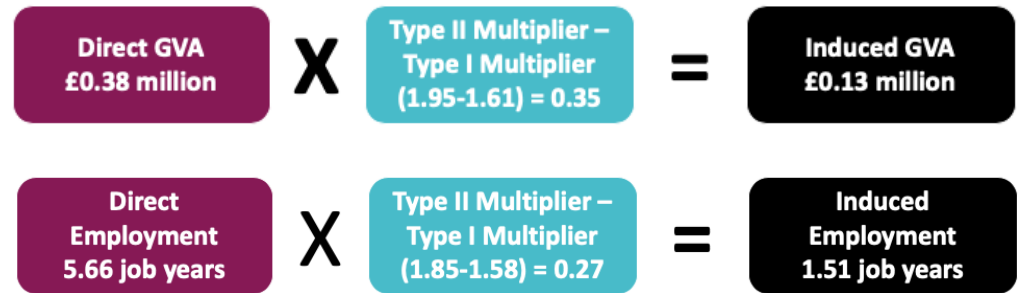 Direct GVA
£0.38 million
X
Type II Multiplier –
Type I Multiplier
(1.95-1.61) = 0.35
=
Induced GVA
£0.13 million
Direct
Employment
5.66 job years
X
Type II Multiplier –
Type I Multiplier
(1.85-1.58) = 0.27
=
Induced
Employment
1.51 job years